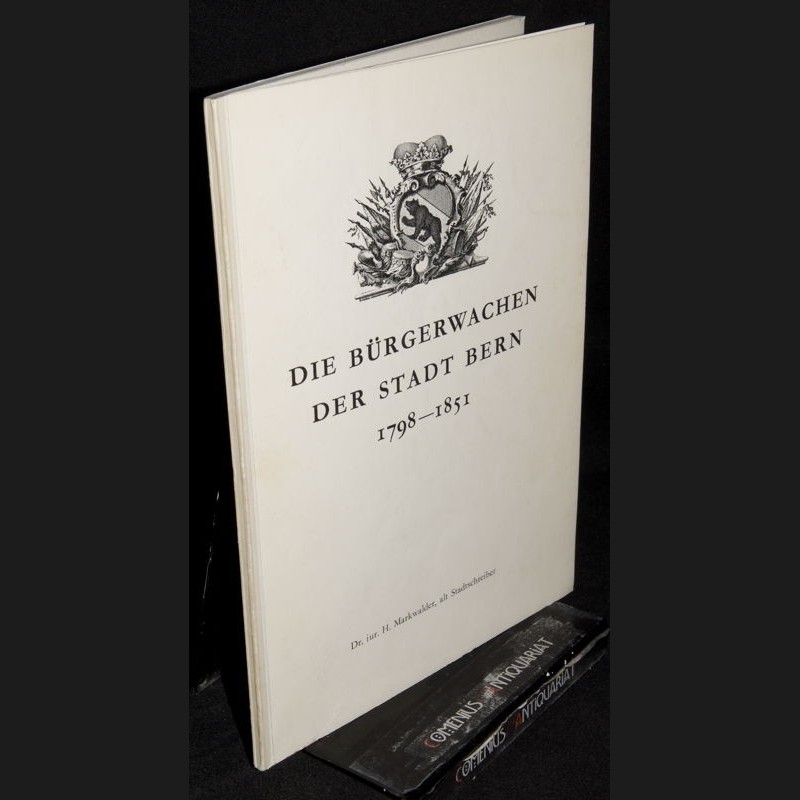 DIE BÜRGERWACHEN
DER STADT BERN
1798—1851
Dr. iur. H. Markwalder, alt Stadtschreiber
COMENIUS ANTIQUARIAT
COMENIUS ANTIQUARIAT